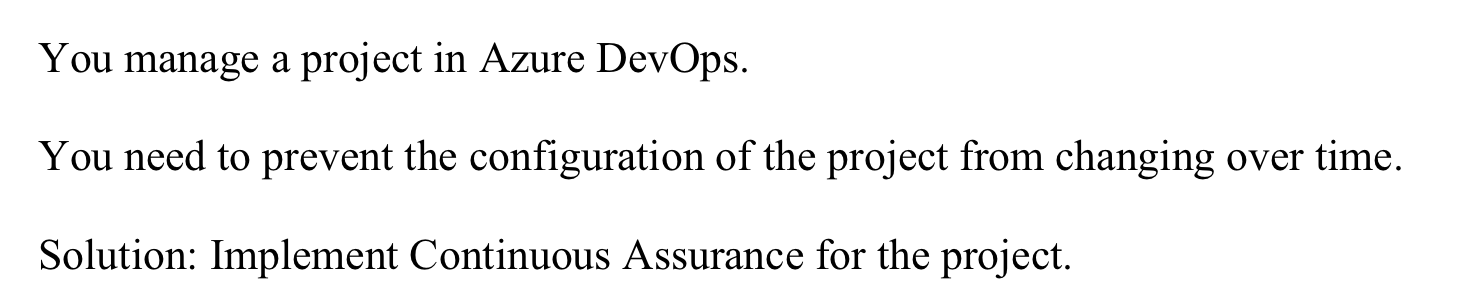 You manage a project in Azure DevOps.
You need to prevent the configuration of the project from changing over time.
Solution: Implement Continuous Assurance for the project.